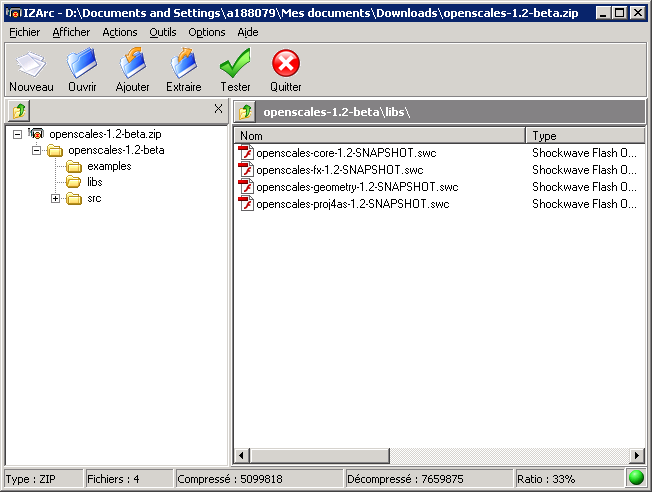 IZArc - D:\Documents and Settings\a188079\Mes documents\Downloads\openscales-1.2-beta.zip
Fichier Afficher Actions Outils Options Aide
Nouveau Ouvrir Ajouter Extraire Tester Quitter
openscales-1.2-beta\libs\
openscales-1.2-beta.zip
openscales-1.2-beta
examples
libs
src
Nom Type
openscales-core-1.2-SNAPSHOT.swc Shockwave Flash O...
openscales-fx-1.2-SNAPSHOT.swc Shockwave Flash O...
openscales-geometry-1.2-SNAPSHOT.swc Shockwave Flash O...
openscales-proj4as-1.2-SNAPSHOT.swc Shockwave Flash O...
Type : ZIP Fichiers : 4 Compressé : 5099818 Décompressé : 7659875 Ratio : 33%